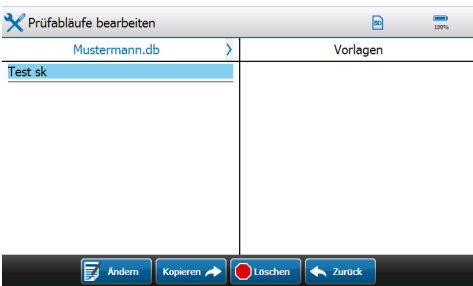 Prüfabläufe bearbeiten
100%
Mustermann.db
Vorlagen
Test sk
Ändern
Kopieren
Löschen
Zurück